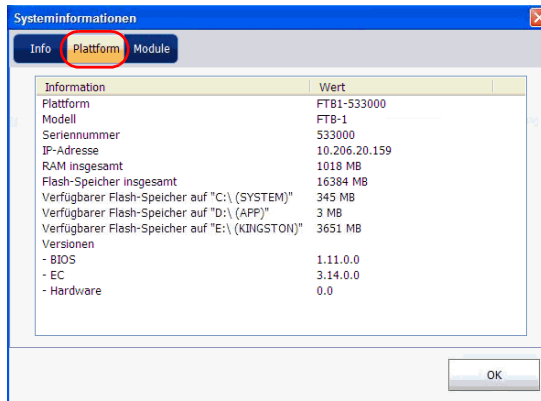 Systeminformationen
Info Plattform Module
Information Wert
Plattform FTB1-533000
Modell FTB-1
Seriennummer 533000
IP-Adresse 10.206.20.159
RAM insgesamt 1018 MB
Flash-Speicher insgesamt 16384 MB
Verfügbarer Flash-Speicher auf "C:\ (SYSTEM)" 345 MB
Verfügbarer Flash-Speicher auf "D:\ (APP)" 3 MB
Verfügbarer Flash-Speicher auf "E:\ (KINGSTON)" 3651 MB
Versionen
- BIOS 1.11.0.0
- EC 3.14.0.0
- Hardware 0.0
OK